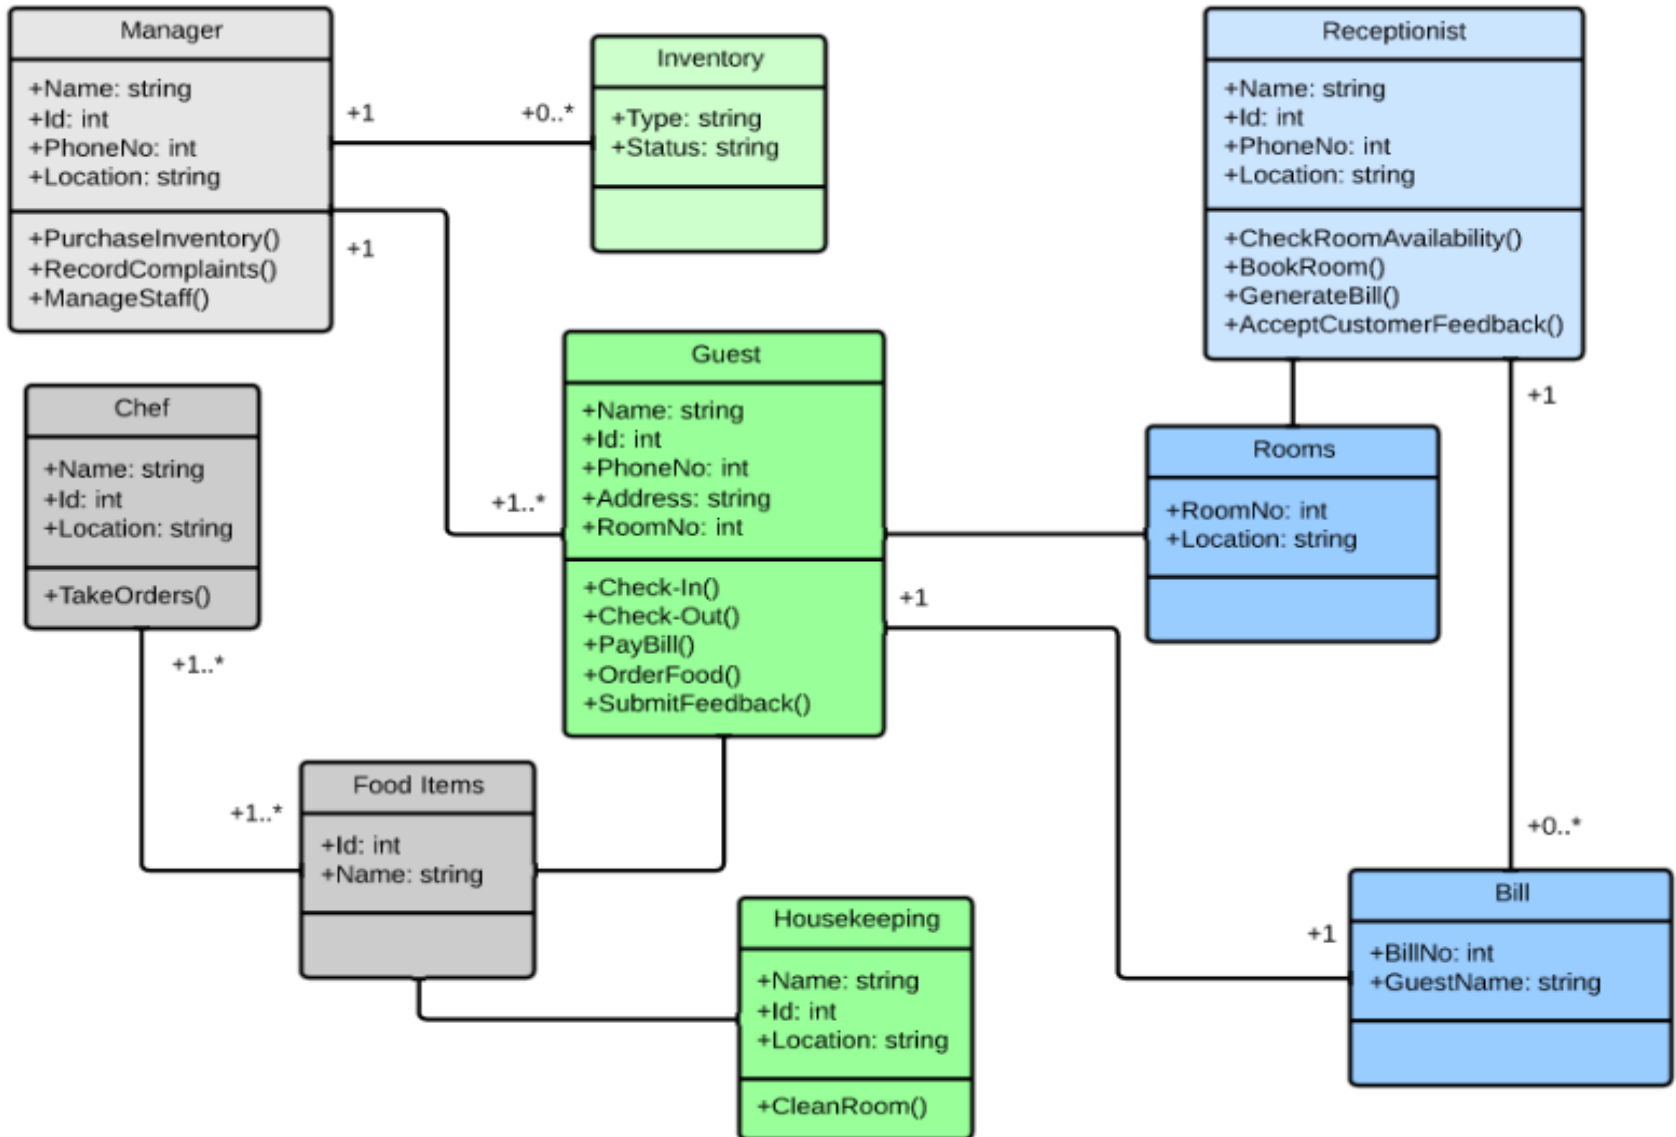 Manager
+Name: string
+Id: int
+PhoneNo: int
+Location: string
+PurchaseInventory()
+RecordComplaints()
+ManageStaff()
+1
+0..*
+1
Inventory
+Type: string
+Status: string
Receptionist
+Name: string
+Id: int
+PhoneNo: int
+Location: string
+CheckRoomAvailability()
+BookRoom()
+GenerateBill()
+AcceptCustomerFeedback()
+1
Chef
+Name: string
+Id: int
+Location: string
+TakeOrders()
+1..*
+1..*
Guest
+Name: string
+Id: int
+PhoneNo: int
+Address: string
+RoomNo: int
+Check-In()
+Check-Out()
+PayBill()
+OrderFood()
+SubmitFeedback()
+1
Rooms
+RoomNo: int
+Location: string
+1..*
Food Items
+Id: int
+Name: string
Housekeeping
+Name: string
+Id: int
+Location: string
+CleanRoom()
+0..*
+1
Bill
+BillNo: int
+GuestName: string